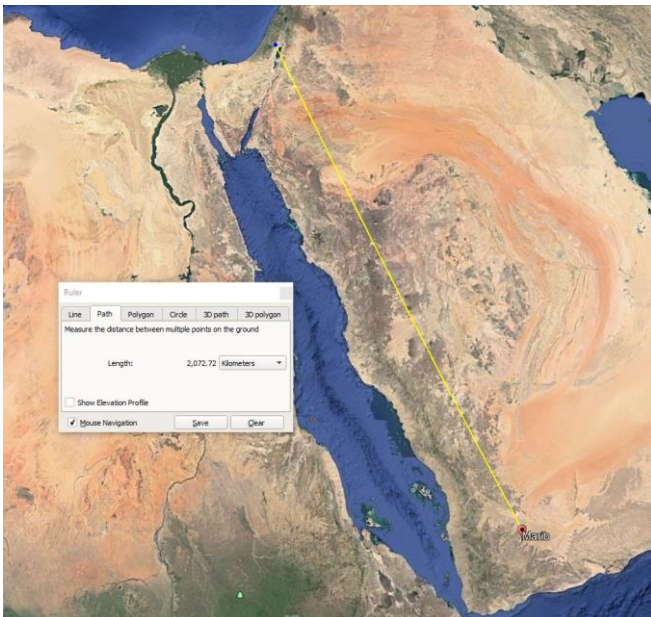 Ruler
Line Path Polygon Circle 3D path 3D polygon
Measure the distance between multiple points on the ground
Length: 2,072.72 Kilometers
Show Elevation Profile
Mouse Navigation Save Clear
Marib